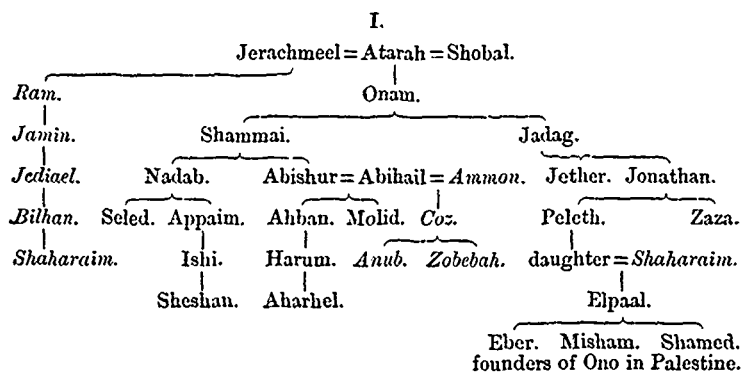 I.
Jerachmeel = Atarah = Shobal.
Ram. Onam.
Jamin. Shammai. Jadag.
Jediael. Nadab. Abishur = Abihail = Ammon. Jether. Jonathan.
Bilhan. Seled. Appaim. Ahban. Molid. Coz. Peleth. Zaza.
Shaharaim. Ishi. Harum. Anub. Zobebah. daughter = Shaharaim.
Sheshan. Aharhel. Elpaal.
Eber. Misham. Shamed.
founders of Ono in Palestine.